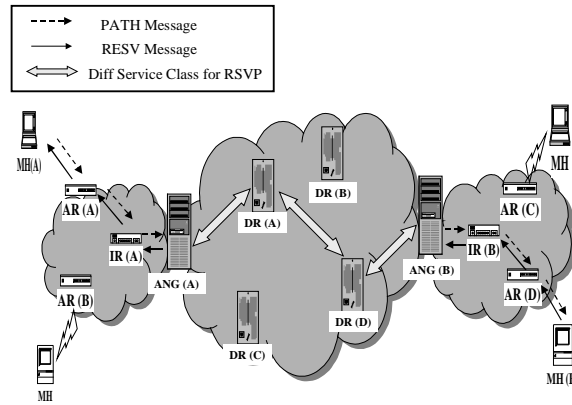 PATH Message
RESV Message
Diff Service Class for RSVP
MH(A)
MH
DR (B)
AR (A)
DR (A)
AR (C)
IR (A)
IR (B)
ANG (B)
AR (B)
ANG (A)
AR (D)
DR (D)
DR (C)
MH
MH(